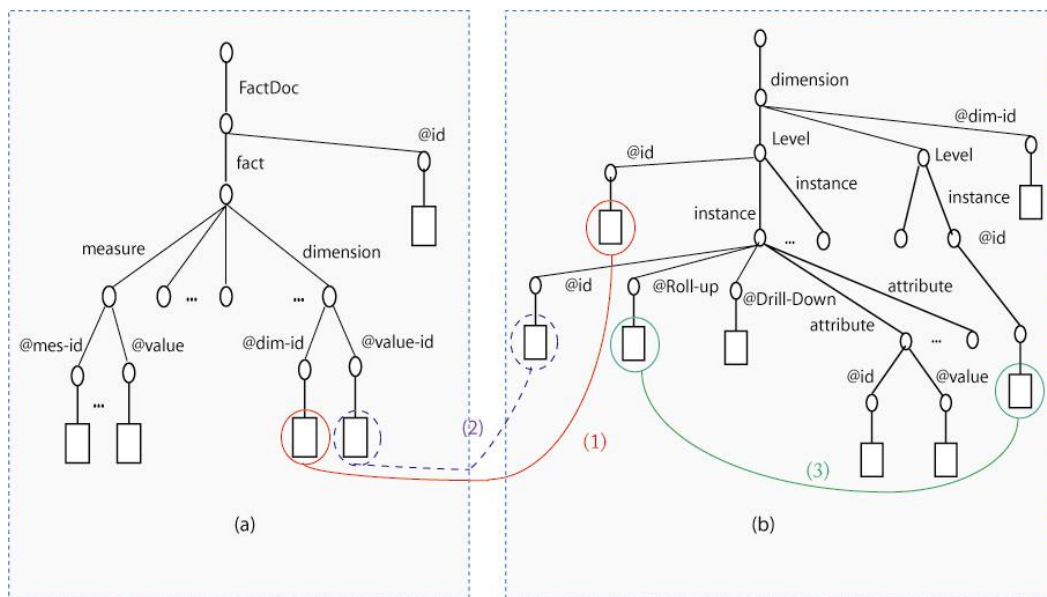 FactDoc
@id
fact
measure
dimension
...
...
@mes-id
@value
@dim-id
@value-id
...
(a)
dimension
@dim-id
Level
Level
@id
instance
instance
instance
...
@id
@id
@Roll-up
@Drill-Down
attribute
attribute
...
@id
@value
(2)
(1)
(3)
(b)